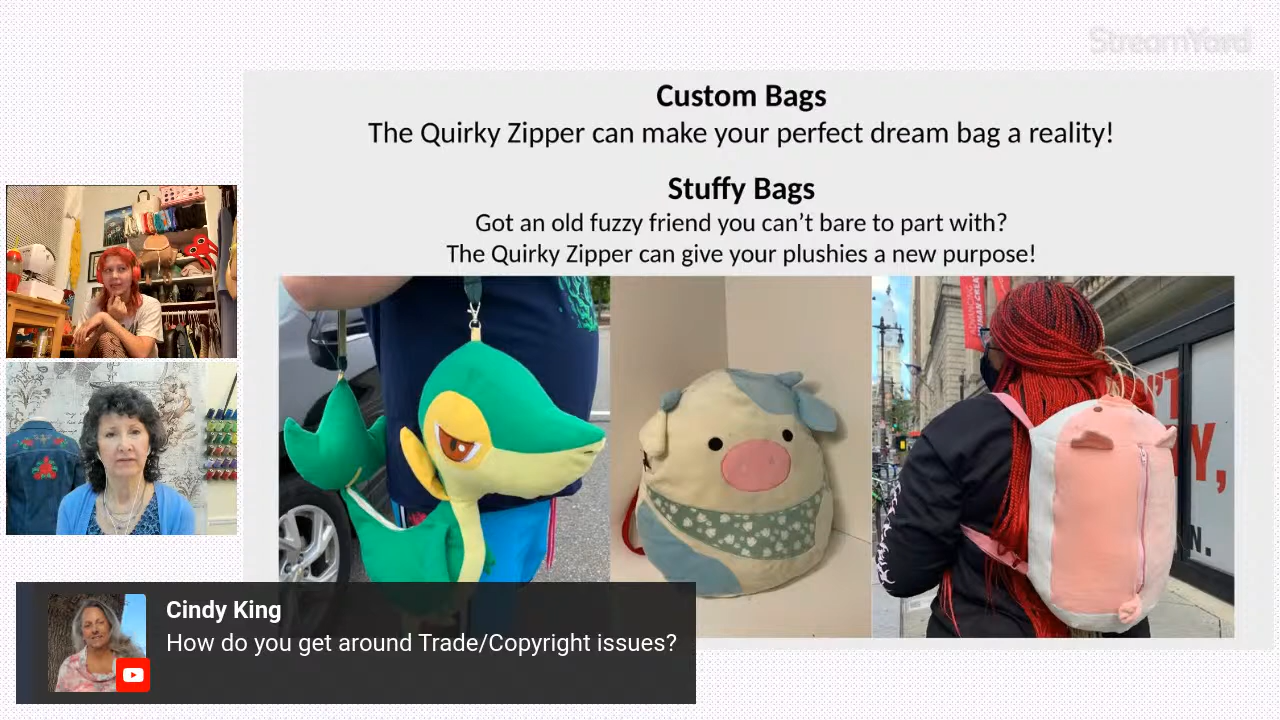 StreamYard
Custom Bags
The Quirky Zipper can make your perfect dream bag a reality!
Stuffy Bags
Got an old fuzzy friend you can’t bare to part with?
The Quirky Zipper can give your plushies a new purpose!
ADVANCING
Y,
N.
Cindy King
How do you get around Trade/Copyright issues?